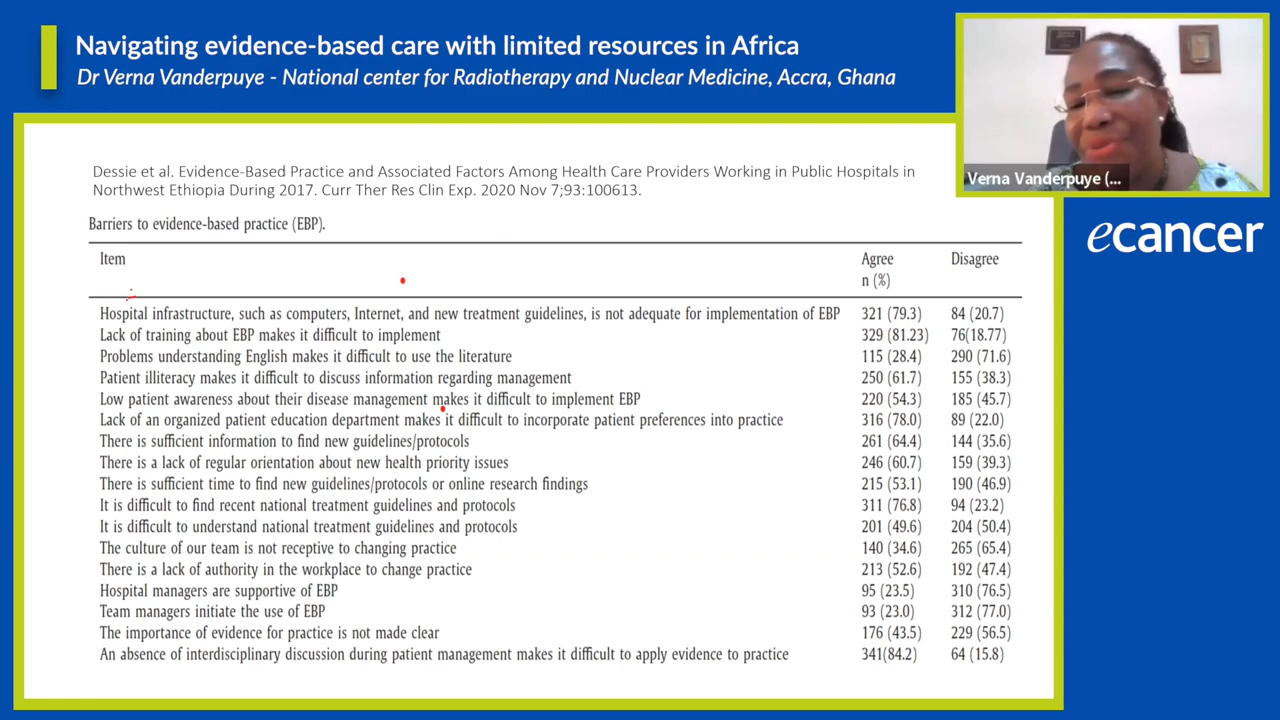 Navigating evidence-based care with limited resources in Africa
Dr Verna Vanderpuye - National center for Radiotherapy and Nuclear Medicine, Accra, Ghana
Verna Vanderpuye (...
ecancer
Dessie et al. Evidence-Based Practice and Associated Factors Among Health Care Providers Working in Public Hospitals in
Northwest Ethiopia During 2017. Curr Ther Res Clin Exp. 2020 Nov 7;93:100613.
Barriers to evidence-based practice (EBP).
Item Agree Disagree
n (%)
Hospital infrastructure, such as computers, Internet, and new treatment guidelines, is not adequate for implementation of EBP 321 (79.3) 84 (20.7)
Lack of training about EBP makes it difficult to implement 329 (81.23) 76(18.77)
Problems understanding English makes it difficult to use the literature 115 (28.4) 290 (71.6)
Patient illiteracy makes it difficult to discuss information regarding management 250 (61.7) 155 (38.3)
Low patient awareness about their disease management makes it difficult to implement EBP 220 (54.3) 185 (45.7)
Lack of an organized patient education department makes it difficult to incorporate patient preferences into practice 316 (78.0) 89 (22.0)
There is sufficient information to find new guidelines/protocols 261 (64.4) 144 (35.6)
There is a lack of regular orientation about new health priority issues 246 (60.7) 159 (39.3)
There is sufficient time to find new guidelines/protocols or online research findings 215 (53.1) 190 (46.9)
It is difficult to find recent national treatment guidelines and protocols 311 (76.8) 94 (23.2)
It is difficult to understand national treatment guidelines and protocols 201 (49.6) 204 (50.4)
The culture of our team is not receptive to changing practice 140 (34.6) 265 (65.4)
There is a lack of authority in the workplace to change practice 213 (52.6) 192 (47.4)
Hospital managers are supportive of EBP 95 (23.5) 310 (76.5)
Team managers initiate the use of EBP 93 (23.0) 312 (77.0)
The importance of evidence for practice is not made clear 176 (43.5) 229 (56.5)
An absence of interdisciplinary discussion during patient management makes it difficult to apply evidence to practice 341(84.2) 64 (15.8)